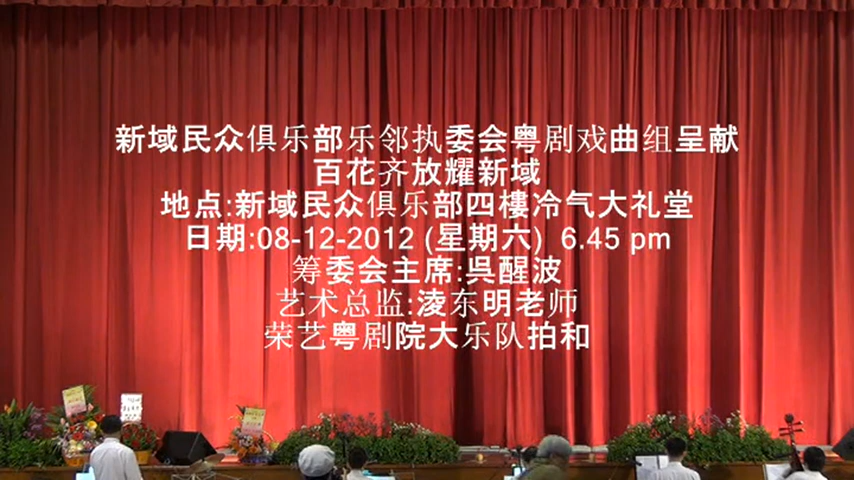 新域民众俱乐部乐邻执委会粤剧戏曲组呈献
百花齐放耀新域
地点:新域民众俱乐部四樓冷气大礼堂
日期:08-12-2012 (星期六) 6.45 pm
筹委会主席:吳醒波
艺术总监:淩东明老师
荣艺粤剧院大乐队拍和